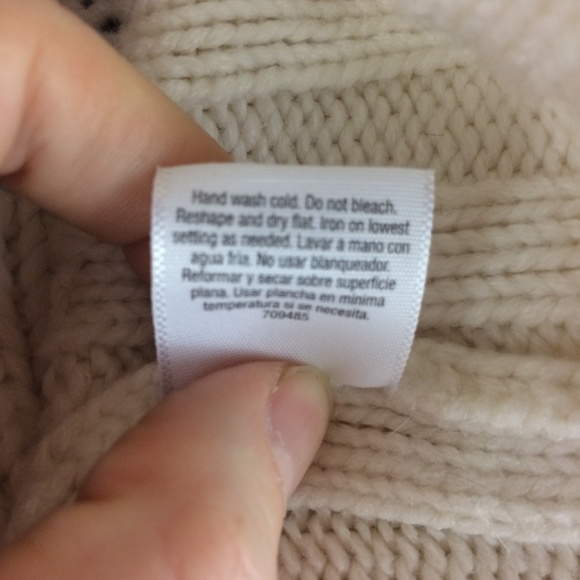 Hand wash cold. Do not bleach.
Reshape and dry flat. Iron on lowest
setting as needed. Lavar a mano con
agua fria. No usar blanqueador.
Reformar y secar sobre superficie
plana. Usar plancha en minima
temperatura si se necesita.
709485